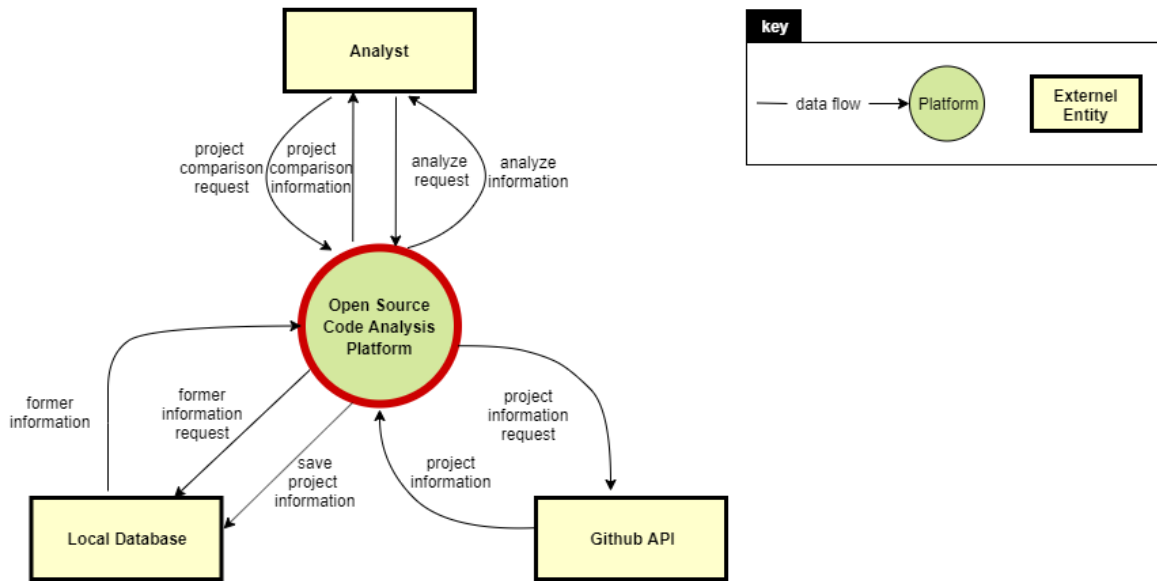 Analyst
key
data flow
Platform
Externel
Entity
project
comparison
request
project
comparison
information
analyze
request
analyze
information
Open Source
Code Analysis
Platform
former
information
former
information
request
save
project
information
project
information
project
information
request
Local Database
Github API